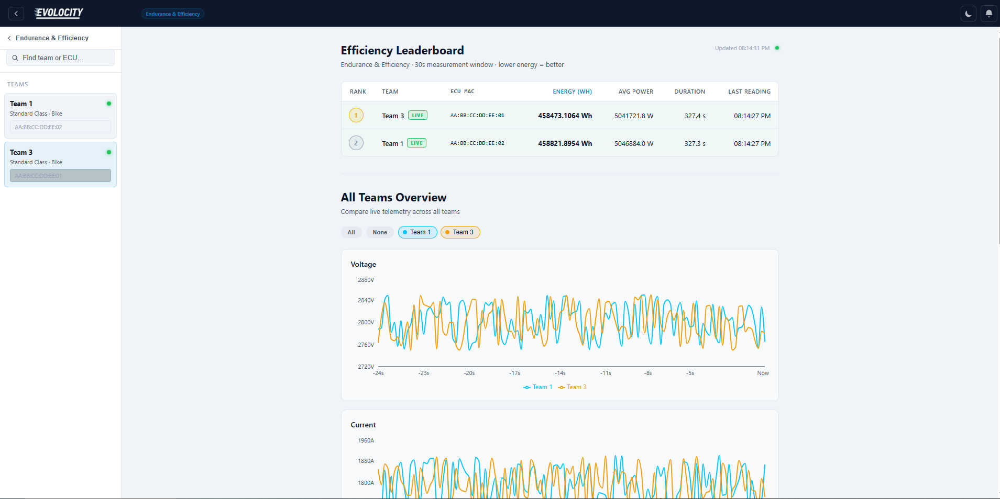 EVOLOCITY
Endurance & Efficiency
Endurance & Efficiency
Find team or ECU...
TEAMS
Team 1
Standard Class · Bike
AA:BB:CC:DD:EE:02
Team 3
Standard Class · Bike
AA:BB:CC:DD:EE:01
Efficiency Leaderboard
Updated 08:14:31 PM
Endurance & Efficiency · 30s measurement window · lower energy = better
RANK TEAM ECU MAC ENERGY (WH) AVG POWER DURATION LAST READING
1 Team 3 LIVE AA:BB:CC:DD:EE:01 458473.1064 Wh 5041721.8 W 327.4 s 08:14:27 PM
2 Team 1 LIVE AA:BB:CC:DD:EE:02 458821.8954 Wh 5046884.0 W 327.3 s 08:14:27 PM
All Teams Overview
Compare live telemetry across all teams
All None Team 1 Team 3
Voltage
2880V
2840V
2800V
2760V
2720V
-24s -23s -20s -17s -14s -11s -8s -5s Now
Team 1 Team 3
Current
1960A
1880A
1800A